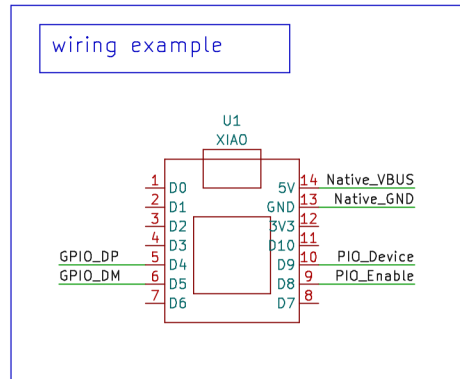 wiring example
U1
XIAO
1 D0 5V 14 Native_VBUS
2 D1 GND 13 Native_GND
3 D2 3V3 12
4 D3 D10 11
GPIO_DP 5 D4 D9 10 PIO_Device
GPIO_DM 6 D5 D8 9 PIO_Enable
7 D6 D7 8